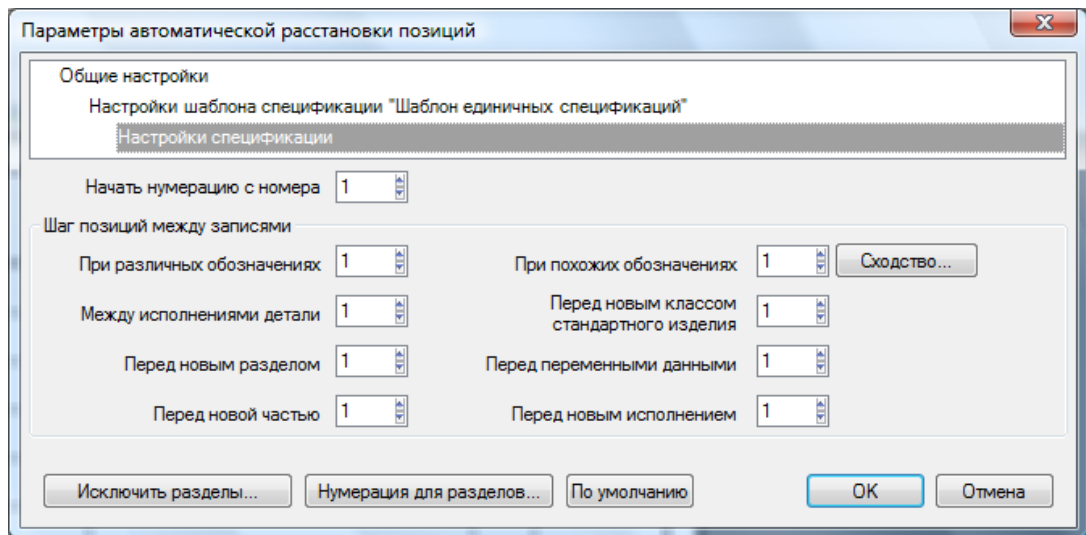 Параметры автоматической расстановки позиций
Общие настройки
Настройки шаблона спецификации "Шаблон единичных спецификаций"
Настройки спецификации
Начать нумерацию с номера 1
Шаг позиций между записями
При различных обозначениях 1 При похожих обозначениях 1 Сходство...
Между исполнениями детали 1 Перед новым классом
стандартного изделия 1
Перед новым разделом 1 Перед переменными данными 1
Перед новой частью 1 Перед новым исполнением 1
Исключить разделы... Нумерация для разделов... По умолчанию OK Отмена